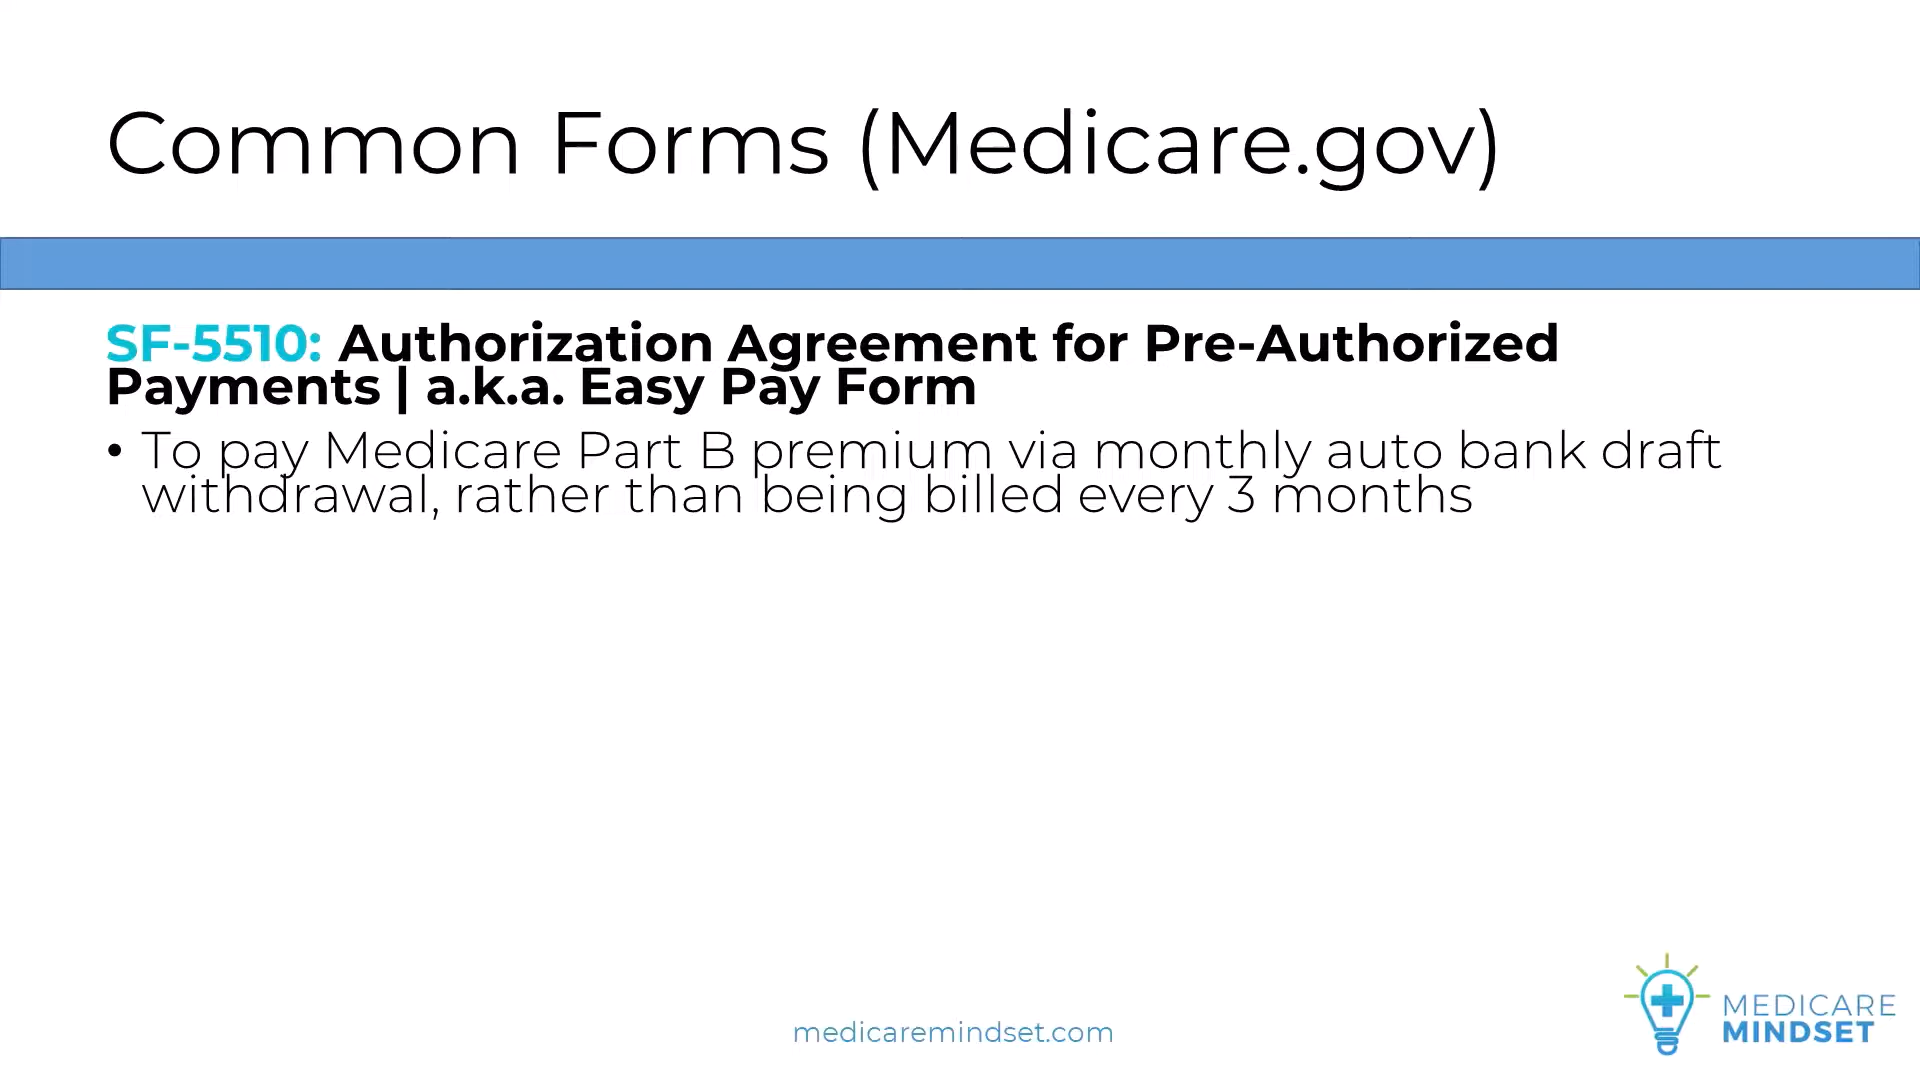 Common Forms (Medicare.gov)
SF-5510: Authorization Agreement for Pre-Authorized
Payments | a.k.a. Easy Pay Form
• To pay Medicare Part B premium via monthly auto bank draft
withdrawal, rather than being billed every 3 months
medicaremindset.com
MEDICARE
MINDSET